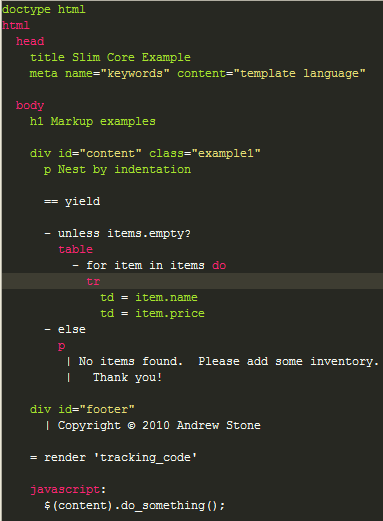 doctype html
html
  head
    title Slim Core Example
    meta name="keywords" content="template language"

  body
    h1 Markup examples

    div id="content" class="example1"
      p Nest by indentation

      == yield

      - unless items.empty?
        table
          - for item in items do
            tr
              td = item.name
              td = item.price
      - else
        p
         | No items found.  Please add some inventory.
         |   Thank you!

    div id="footer"
      | Copyright © 2010 Andrew Stone

    = render 'tracking_code'

    javascript:
      $(content).do_something();